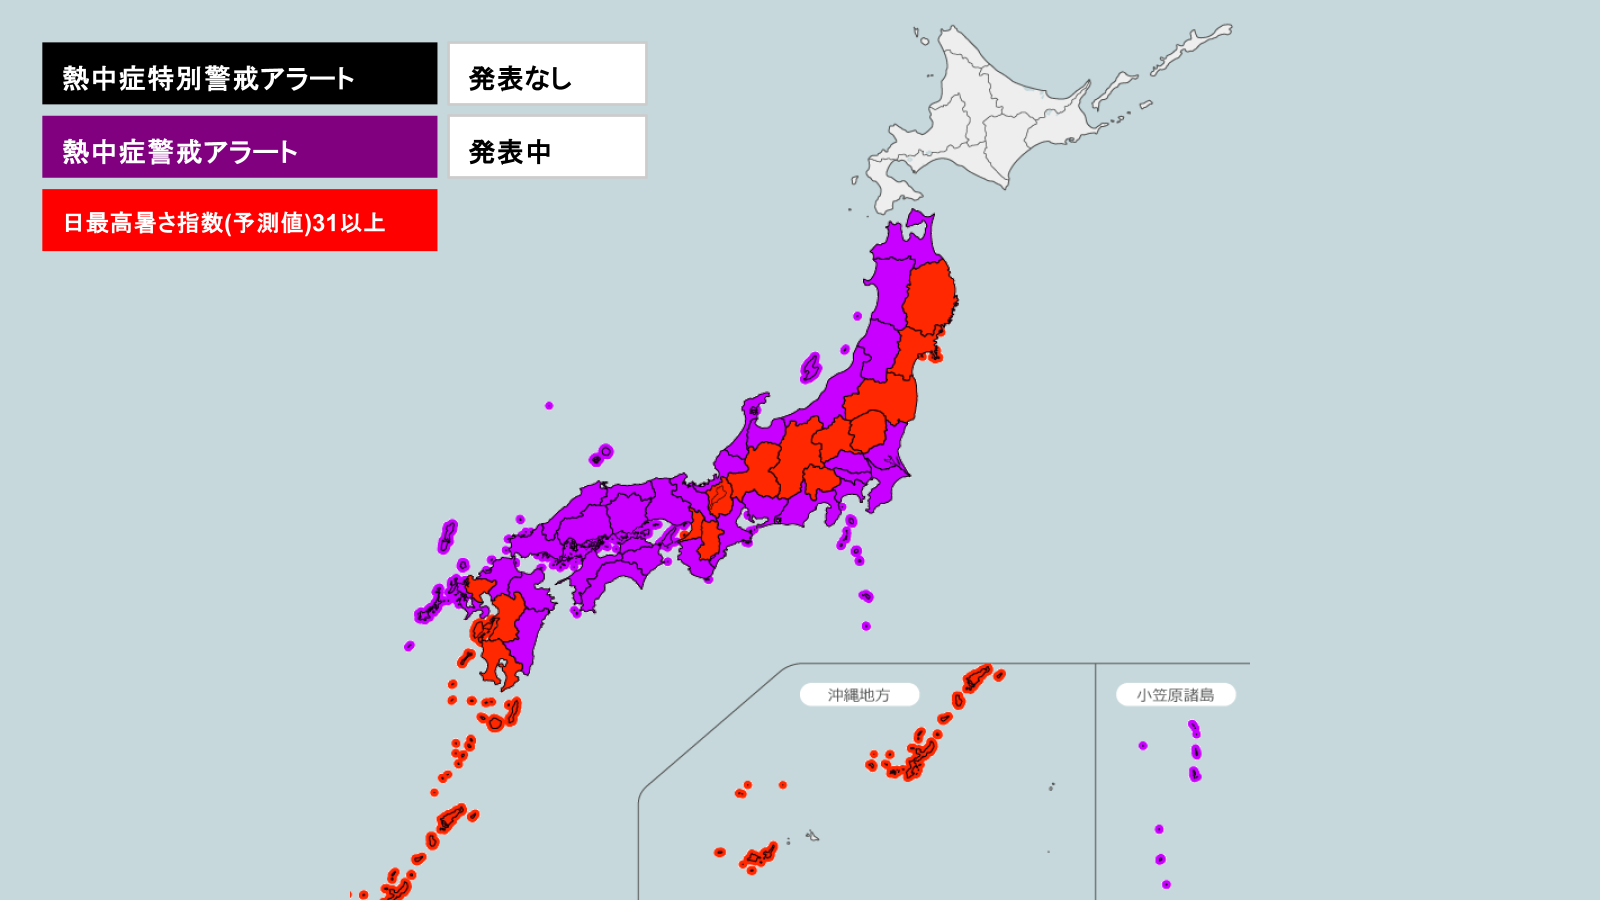 熱中症特別警戒アラート
発表なし
熱中症警戒アラート
発表中
日最高暑さ指数(予測値)31以上
沖縄地方
小笠原諸島